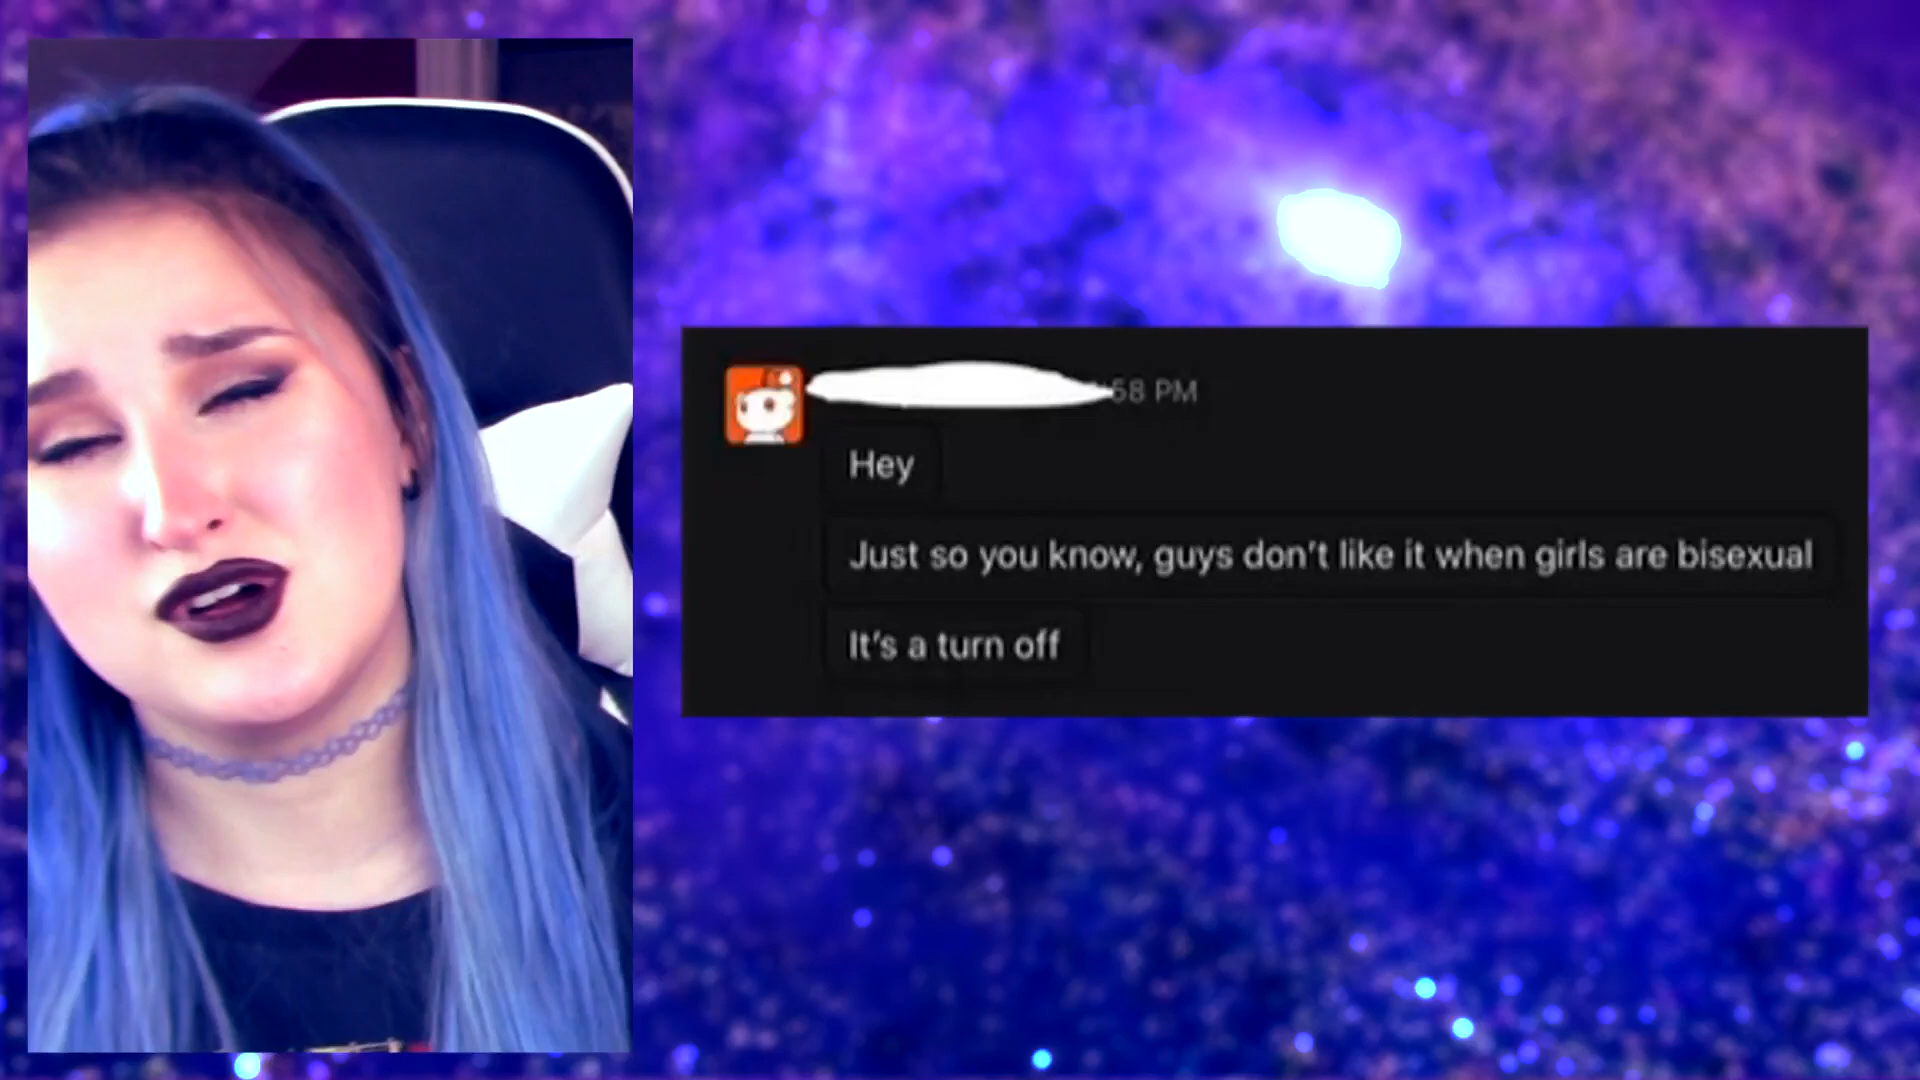 58 PM
Hey
Just so you know, guys don't like it when girls are bisexual
It's a turn off